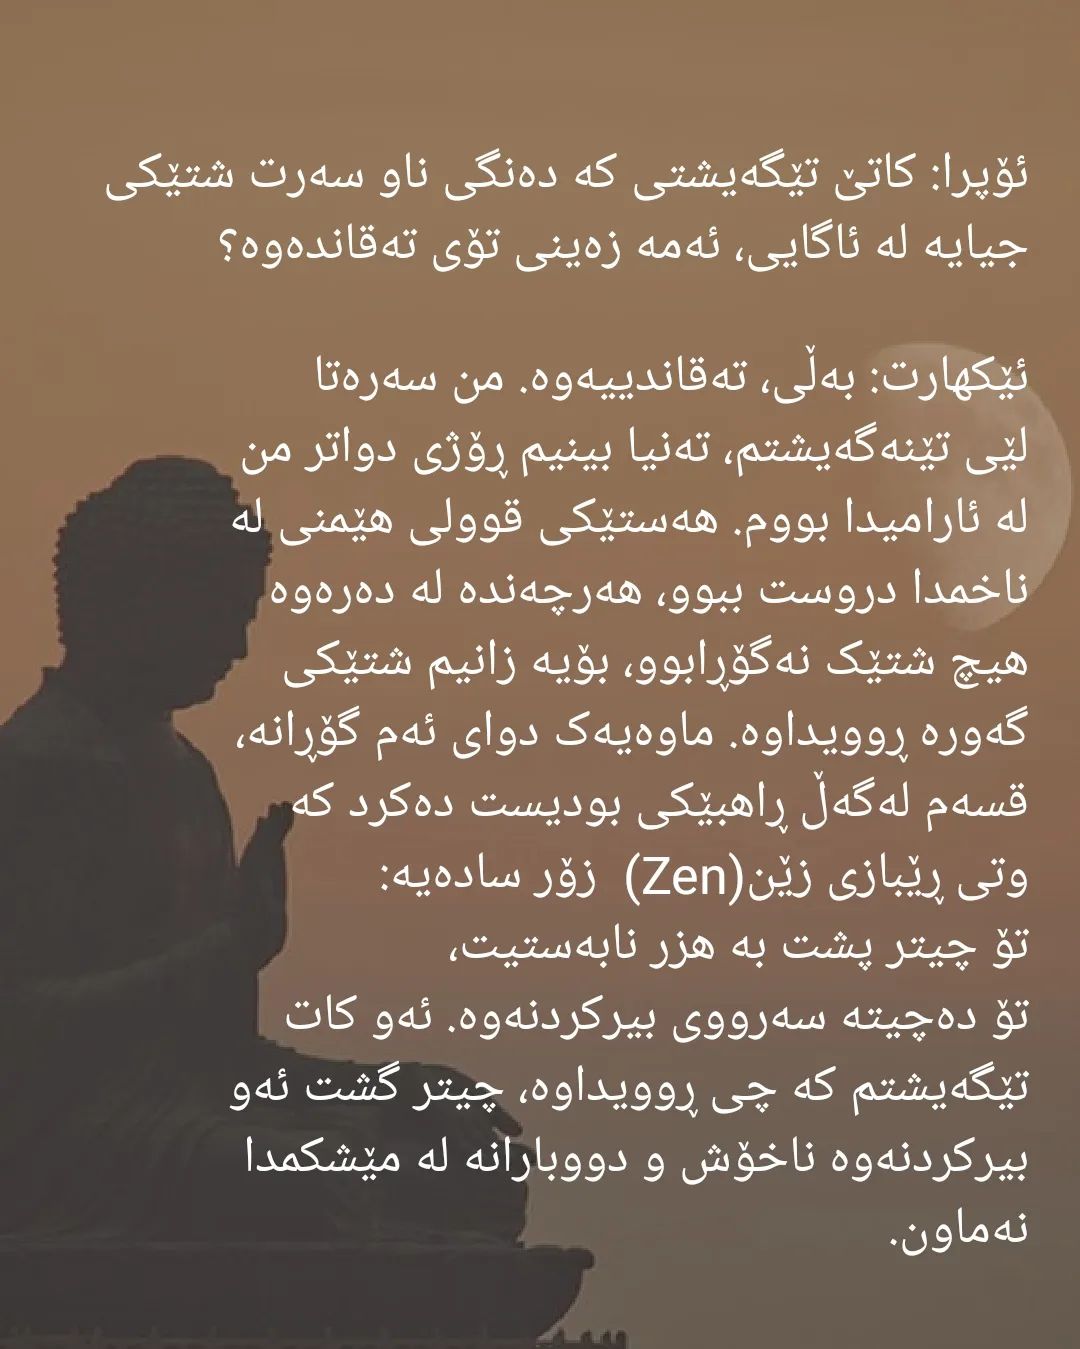 ئۆپرا: کاتێ تێگەیشتی کە دەنگی ناو سەرت شتێکی
جیایە لە ئاگایی، ئەمە زەینی تۆی تەقاندەوە؟
ئێکهارت: بەڵی، تەقاندییەوە. من سەرەتا
لێی تێنەگەیشتم، تەنیا بینیم ڕۆژی دواتر من
لە ئارامیدا بووم. هەستێکی قوولی هێمنی لە
ناخمدا دروست ببوو، هەرچەندە لە دەرەوە
هیچ شتێک نەگۆڕابوو، بۆیە زانیم شتێکی
گەورە ڕوویداوە. ماوەیەک دوای ئەم گۆڕانە،
قسەم لەگەڵ ڕاهبێکی بودیست دەکرد کە
وتی ڕێبازی زێن(Zen) زۆر سادەیە:
تۆ چیتر پشت بە هزر نابەستیت،
تۆ دەچیتە سەرووی بیرکردنەوە. ئەو کات
تێگەیشتم کە چی ڕوویداوە، چیتر گشت ئەو
بیرکردنەوە ناخۆش و دووبارانە لە مێشکمدا
نەماون.